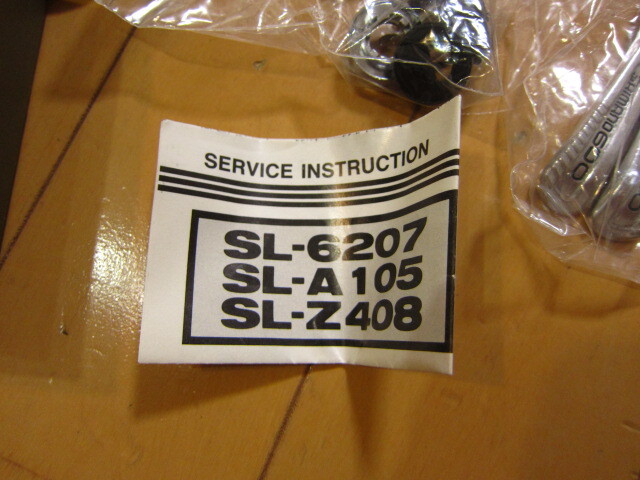 SERVICE INSTRUCTION
SL-6207
SL-A105
SL-Z408